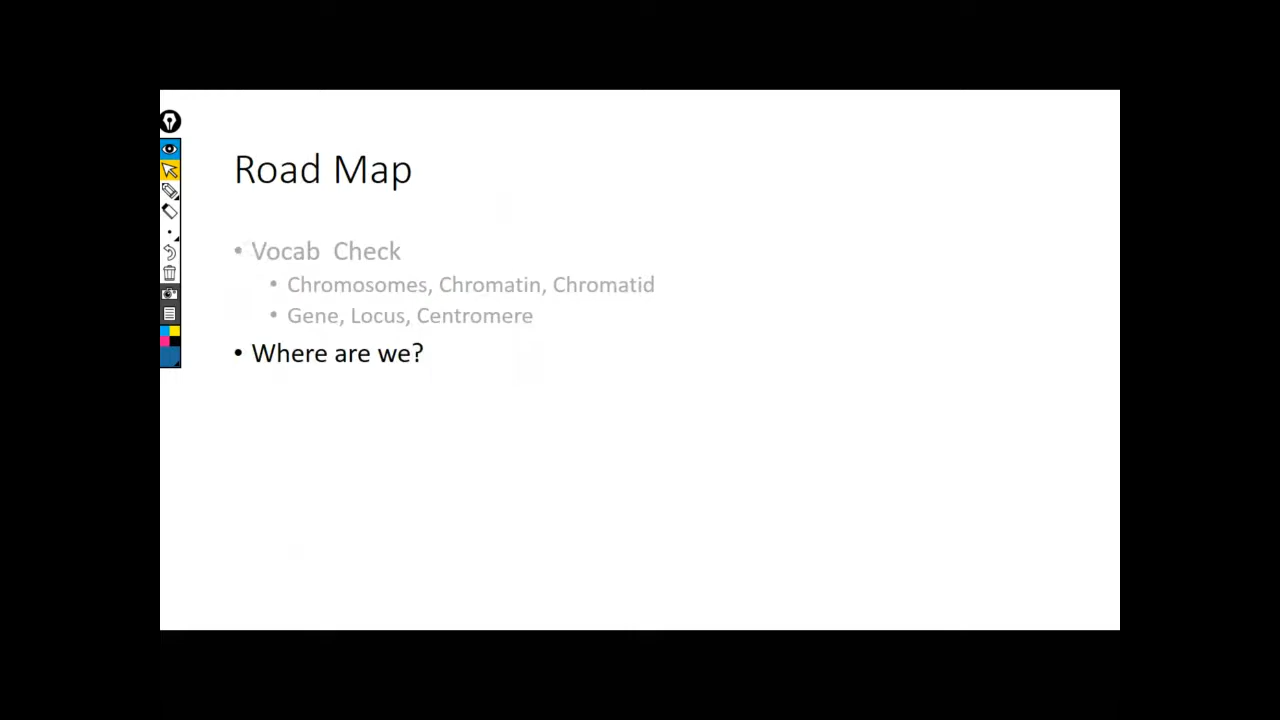 Road Map
• Vocab Check
• Chromosomes, Chromatin, Chromatid
• Gene, Locus, Centromere
• Where are we?